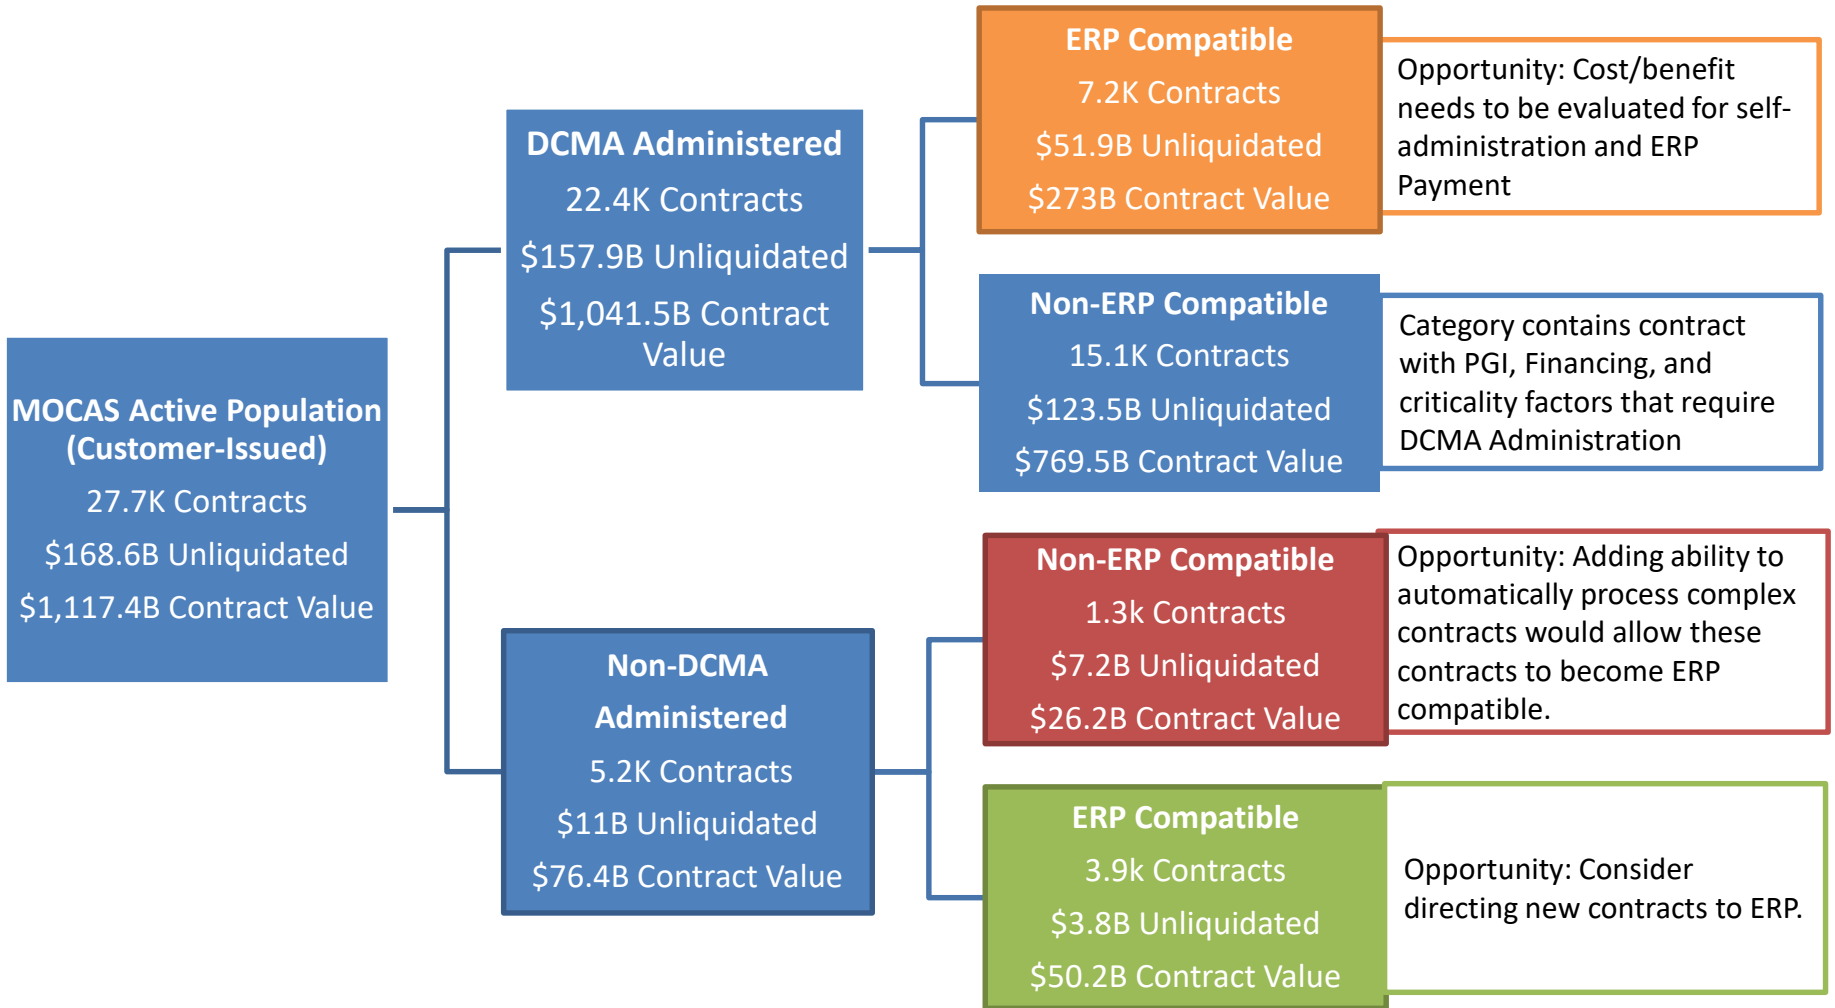 MOCAS Active Population
(Customer-Issued)
27.7K Contracts
$168.6B Unliquidated
$1,117.4B Contract Value
DCMA Administered
22.4K Contracts
$157.9B Unliquidated
$1,041.5B Contract
Value
ERP Compatible
7.2K Contracts
$51.9B Unliquidated
$273B Contract Value
Opportunity: Cost/benefit
needs to be evaluated for self-
administration and ERP
Payment
Non-ERP Compatible
15.1K Contracts
$123.5B Unliquidated
$769.5B Contract Value
Category contains contract
with PGI, Financing, and
criticality factors that require
DCMA Administration
Non-DCMA
Administered
5.2K Contracts
$11B Unliquidated
$76.4B Contract Value
Non-ERP Compatible
1.3k Contracts
$7.2B Unliquidated
$26.2B Contract Value
Opportunity: Adding ability to
automatically process complex
contracts would allow these
contracts to become ERP
compatible.
ERP Compatible
3.9k Contracts
$3.8B Unliquidated
$50.2B Contract Value
Opportunity: Consider
directing new contracts to ERP.